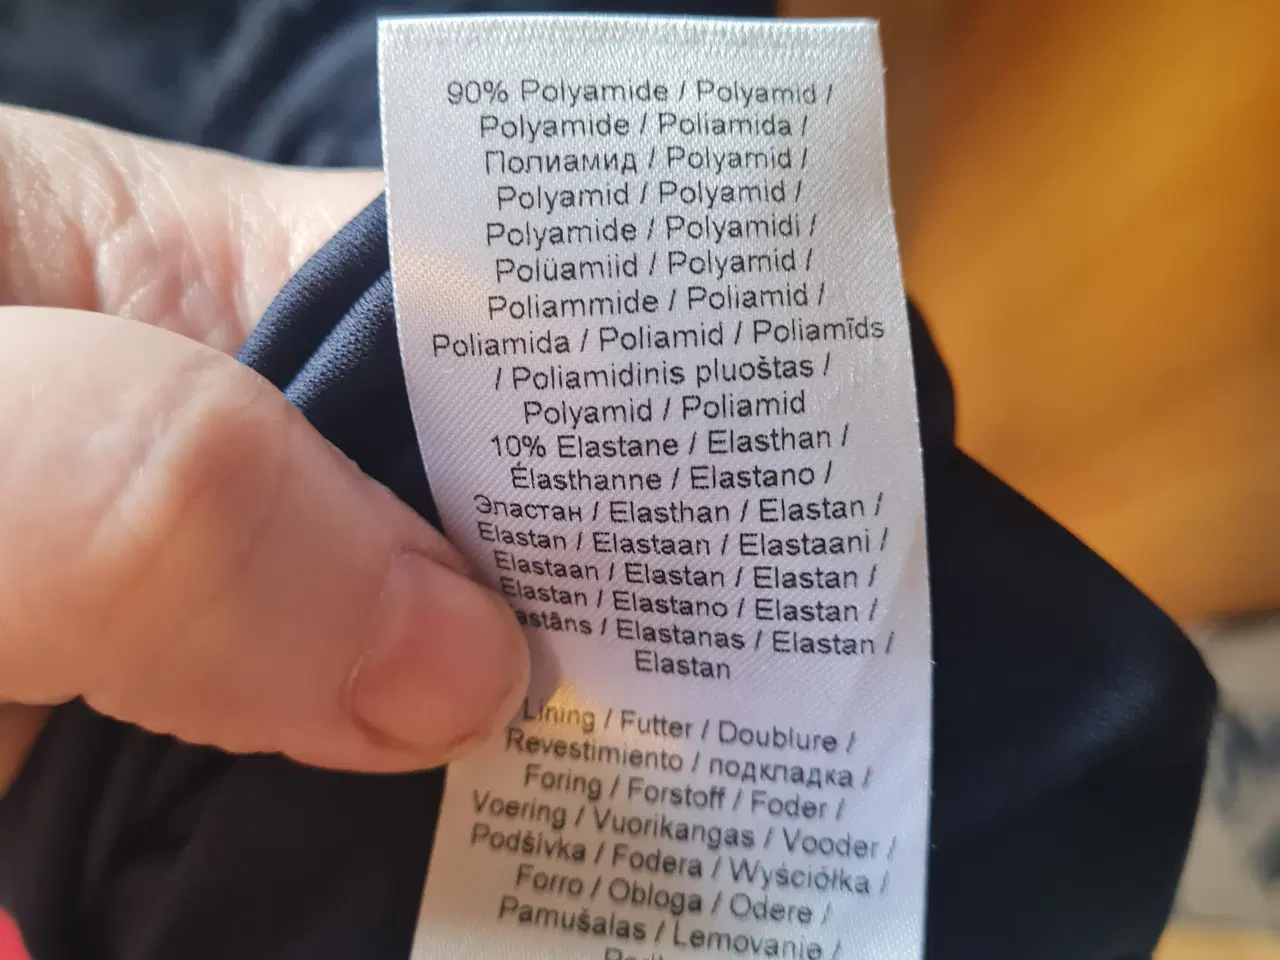 90% Polyamide / Polyamid /
Polyamide / Poliamida /
Полиамид / Polyamid /
Polyamid / Polyamid /
Polyamide / Polyamidi /
Polüamiid / Polyamid /
Poliammide / Poliamid /
Poliamida / Poliamid / Poliamīds
/ Poliamidinis pluoštas /
Polyamid / Poliamid
10% Elastane / Elasthan /
Élasthanne / Elastano /
Эластан / Elasthan / Elastan /
Elastan / Elastaan / Elastaani /
Elastaan / Elastan / Elastan /
Elastan / Elastano / Elastan /
astāns / Elastanas / Elastan /
Elastan
Lining / Futter / Doublure /
Revestimiento / подкладка /
Foring / Forstoff / Foder /
Voering / Vuorikangas / Vooder /
Podšívka / Fodera / Wyściółka /
Forro / Obloga / Odere /
Pamušalas / Lemovanie /